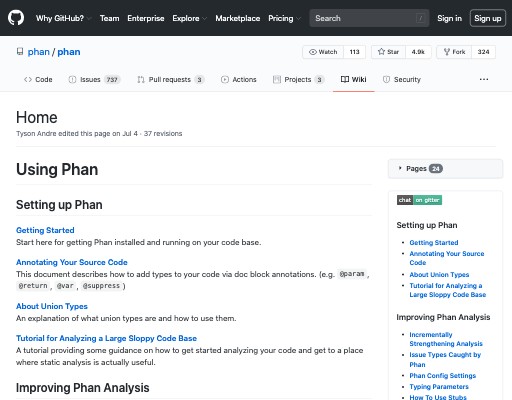 Why GitHub? Team Enterprise Explore Marketplace Pricing Search / Sign in Sign up
phan / phan Watch 113 Star 4.9k Fork 324
Code Issues 737 Pull requests 3 Actions Projects 3 Wiki Security ...
Home
Tyson Andre edited this page on Jul 4 · 37 revisions
Using Phan
Setting up Phan
Getting Started
Start here for getting Phan installed and running on your code base.
Annotating Your Source Code
This document describes how to add types to your code via doc block annotations. (e.g. @param,
@return, @var, @suppress)
About Union Types
An explanation of what union types are and how to use them.
Tutorial for Analyzing a Large Sloppy Code Base
A tutorial providing some guidance on how to get started analyzing your code and get to a place
where static analysis is actually useful.
Improving Phan Analysis
Pages 24
chat on gitter
Setting up Phan
Getting Started
Annotating Your Source
Code
About Union Types
Tutorial for Analyzing a
Large Sloppy Code Base
Improving Phan Analysis
Incrementally
Strengthening Analysis
Issue Types Caught by
Phan
Phan Config Settings
Typing Parameters
How To Use Stubs